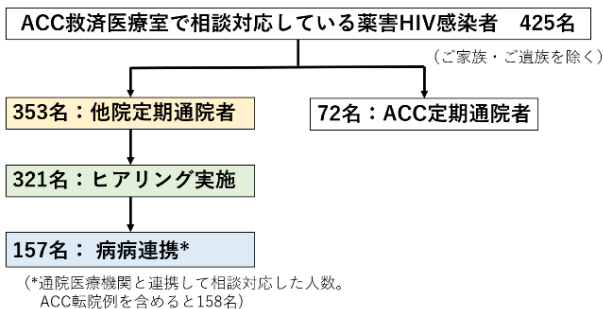 ACC救済医療室で相談対応している薬害HIV感染者　425名
（ご家族・ご遺族を除く）
353名：他院定期通院者
72名：ACC定期通院者
321名：ヒアリング実施
157名： 病病連携*
（*通院医療機関と連携して相談対応した人数。
ACC転院例を含めると158名）